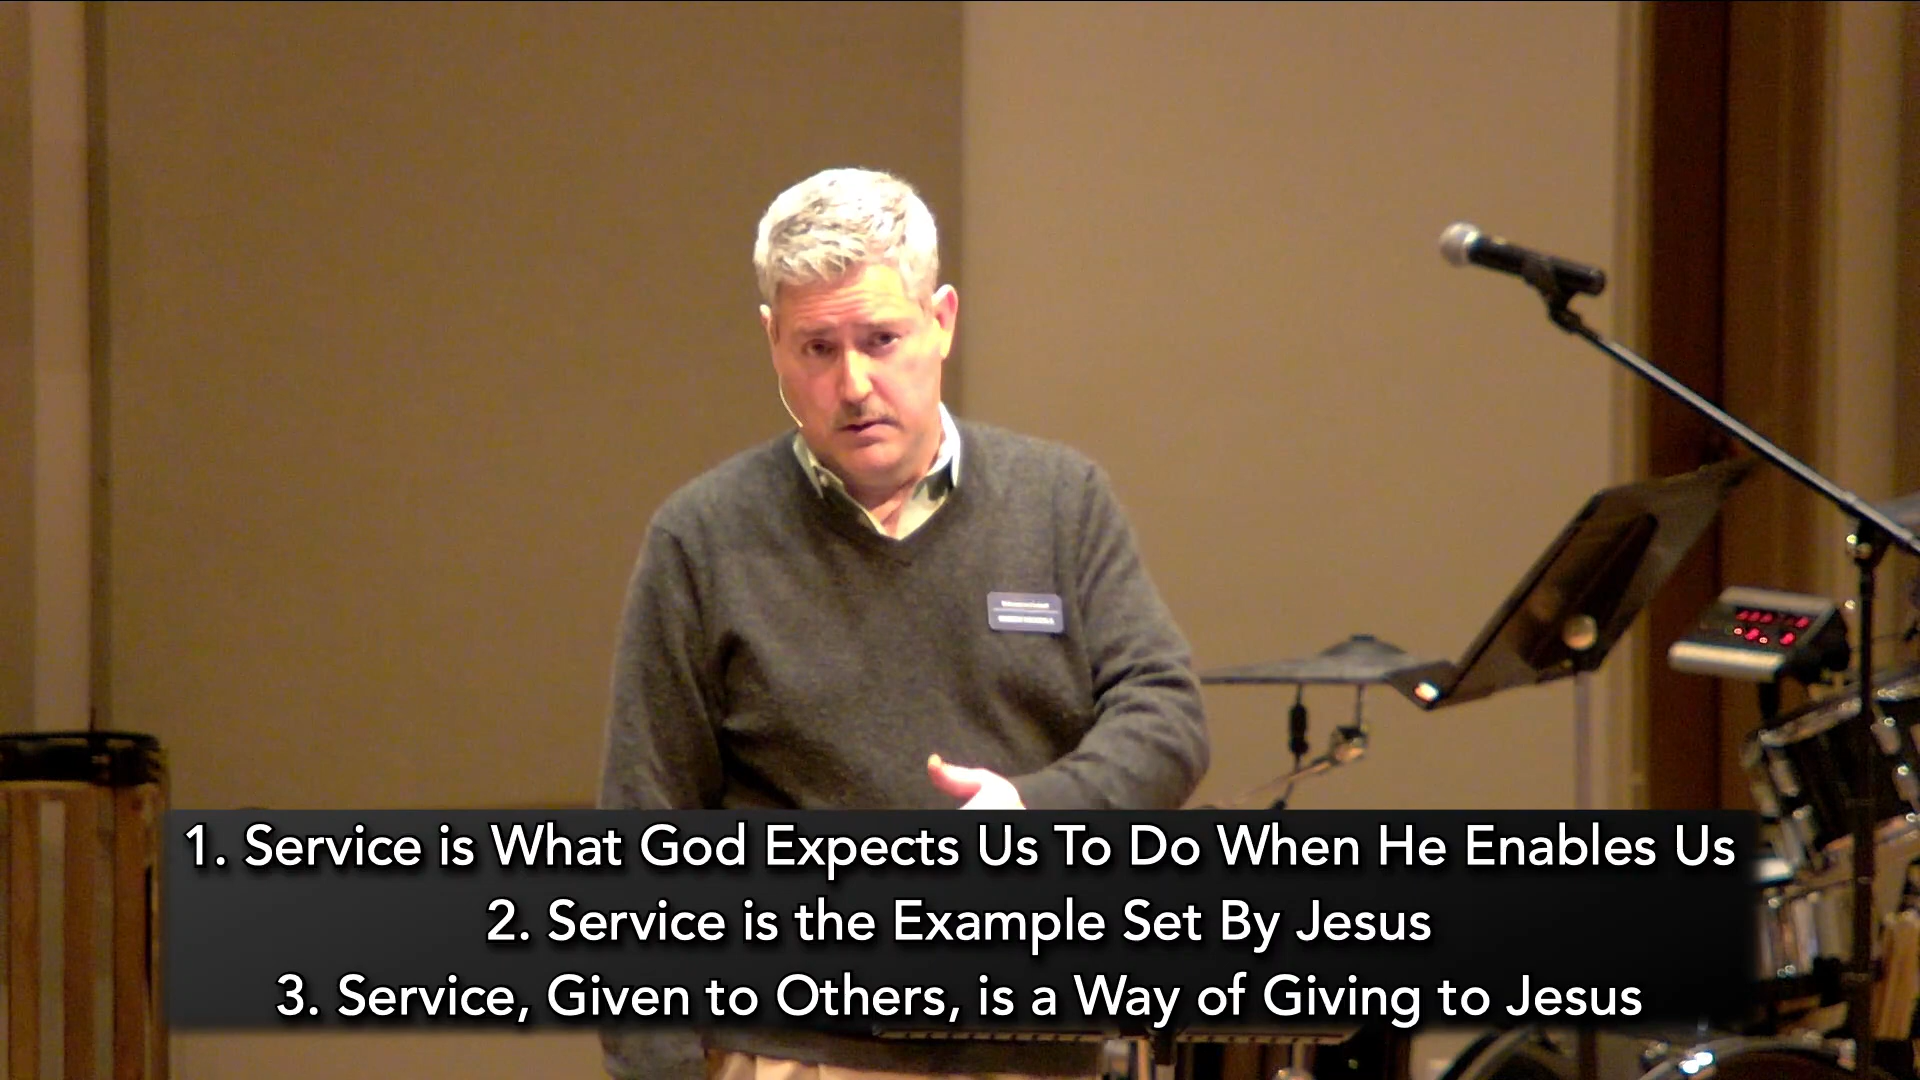 1. Service is What God Expects Us To Do When He Enables Us
2. Service is the Example Set By Jesus
3. Service, Given to Others, is a Way of Giving to Jesus